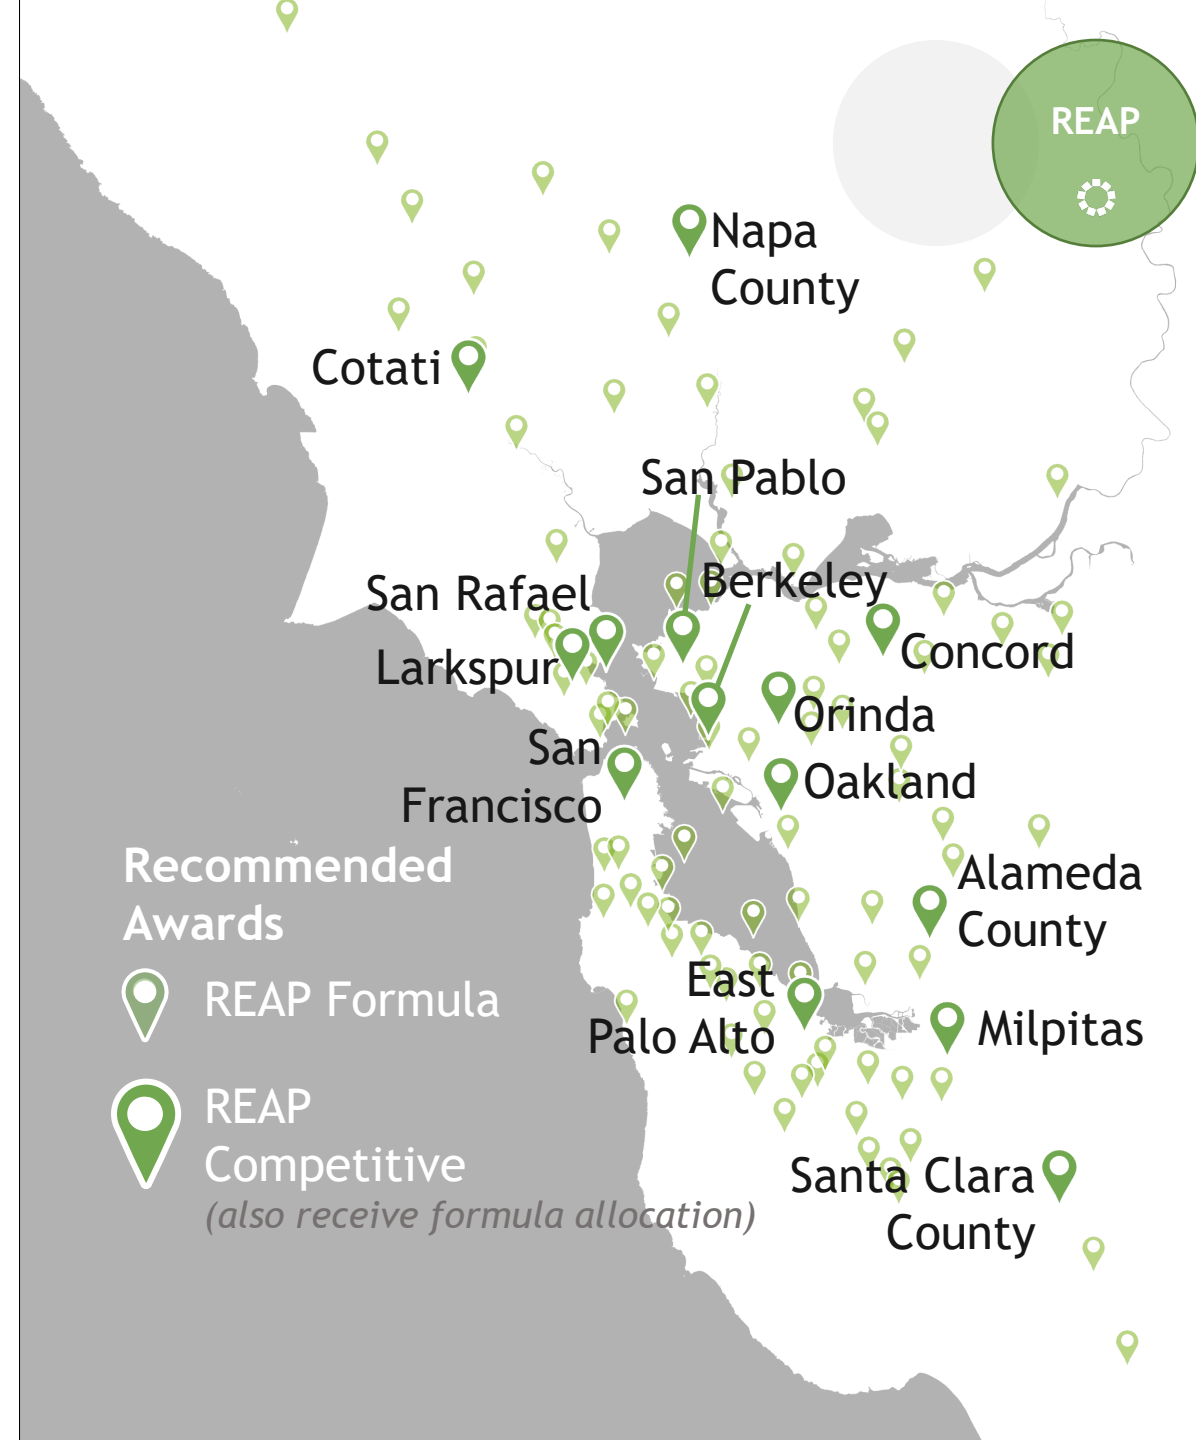 REAP
Napa
County
Cotati
San Pablo
Berkeley
San Rafael
Larkspur
Concord
Orinda
San
Francisco
Oakland
Recommended
Awards
Alameda
County
REAP Formula
East
Palo Alto
Milpitas
REAP
Competitive
(also receive formula allocation)
Santa Clara
County